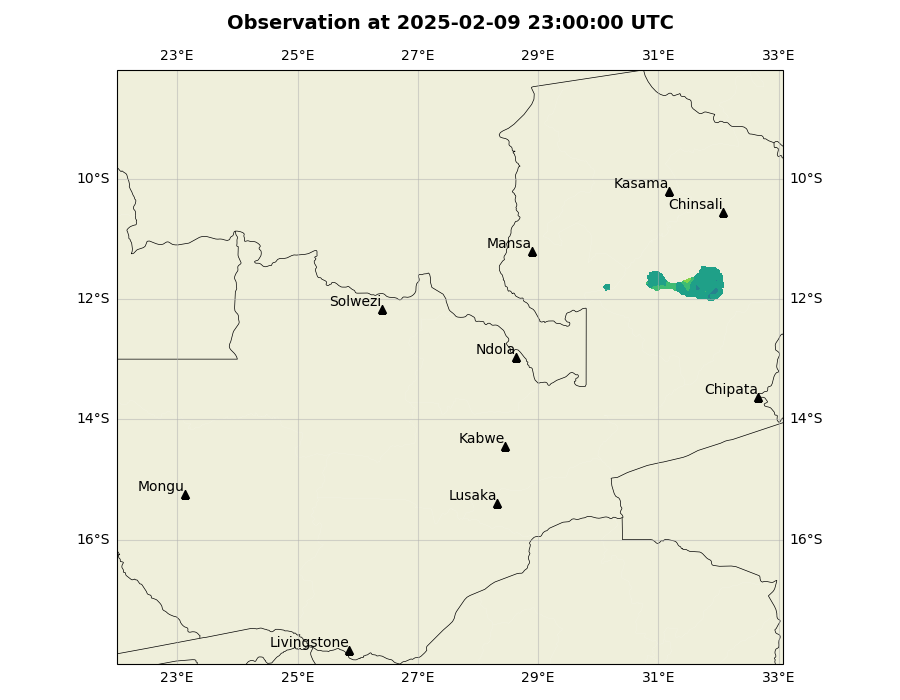 Observation at 2025-02-09 23:00:00 UTC
23°E 25°E 27°E 29°E 31°E 33°E
10°S 10°S
Kasama
Chinsali
Mansa
12°S 12°S
Solwezi
Ndola
Chipata
14°S 14°S
Kabwe
Mongu
Lusaka
16°S 16°S
Livingstone
23°E 25°E 27°E 29°E 31°E 33°E